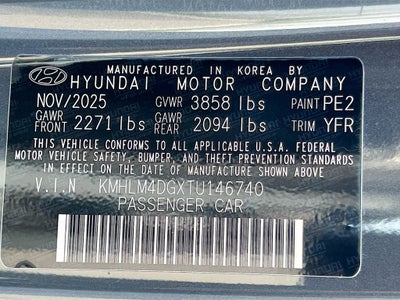 MANUFACTURED IN KOREA BY
HYUNDAI MOTOR COMPANY
NOV/2025 GVWR 3858 lbs PAINT PE2
GAWR FRONT 2271 lbs GAWR REAR 2094 lbs TRIM YFR
THIS VEHICLE CONFORMS TO ALL APPLICABLE U.S.A. FEDERAL
MOTOR VEHICLE SAFETY, BUMPER, AND THEFT PREVENTION STANDARDS
IN EFFECT ON THE DATE OF MANUFACTURE SHOWN ABOVE.
V.I.N KMHLM4DGXTU146740
PASSENGER CAR